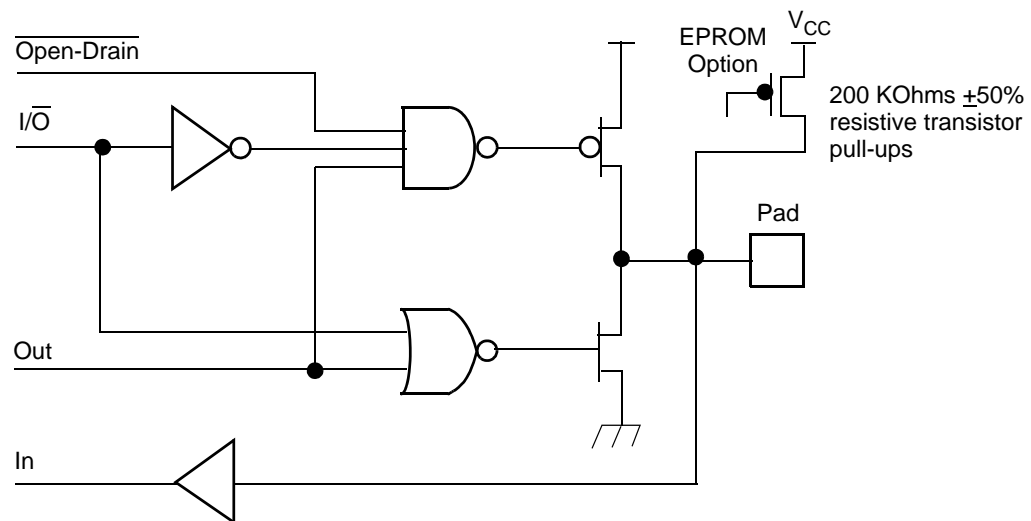 Open-Drain
I/O
Out
In
EPROM
Option
VCC
200 KOhms ±50%
resistive transistor
pull-ups
Pad